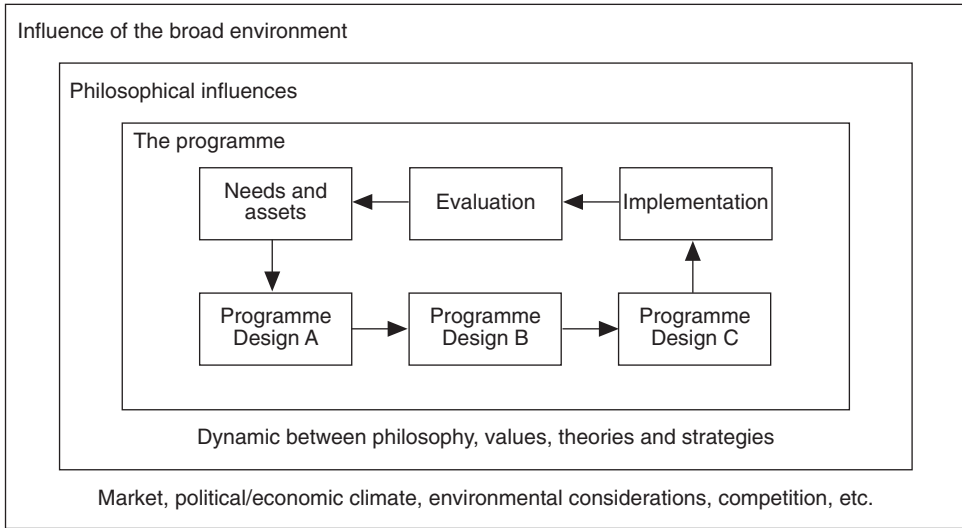 Influence of the broad environment
Philosophical influences
The programme
Needs and
assets
Evaluation
Implementation
Programme
Design A
Programme
Design B
Programme
Design C
Dynamic between philosophy, values, theories and strategies
Market, political/economic climate, environmental considerations, competition, etc.